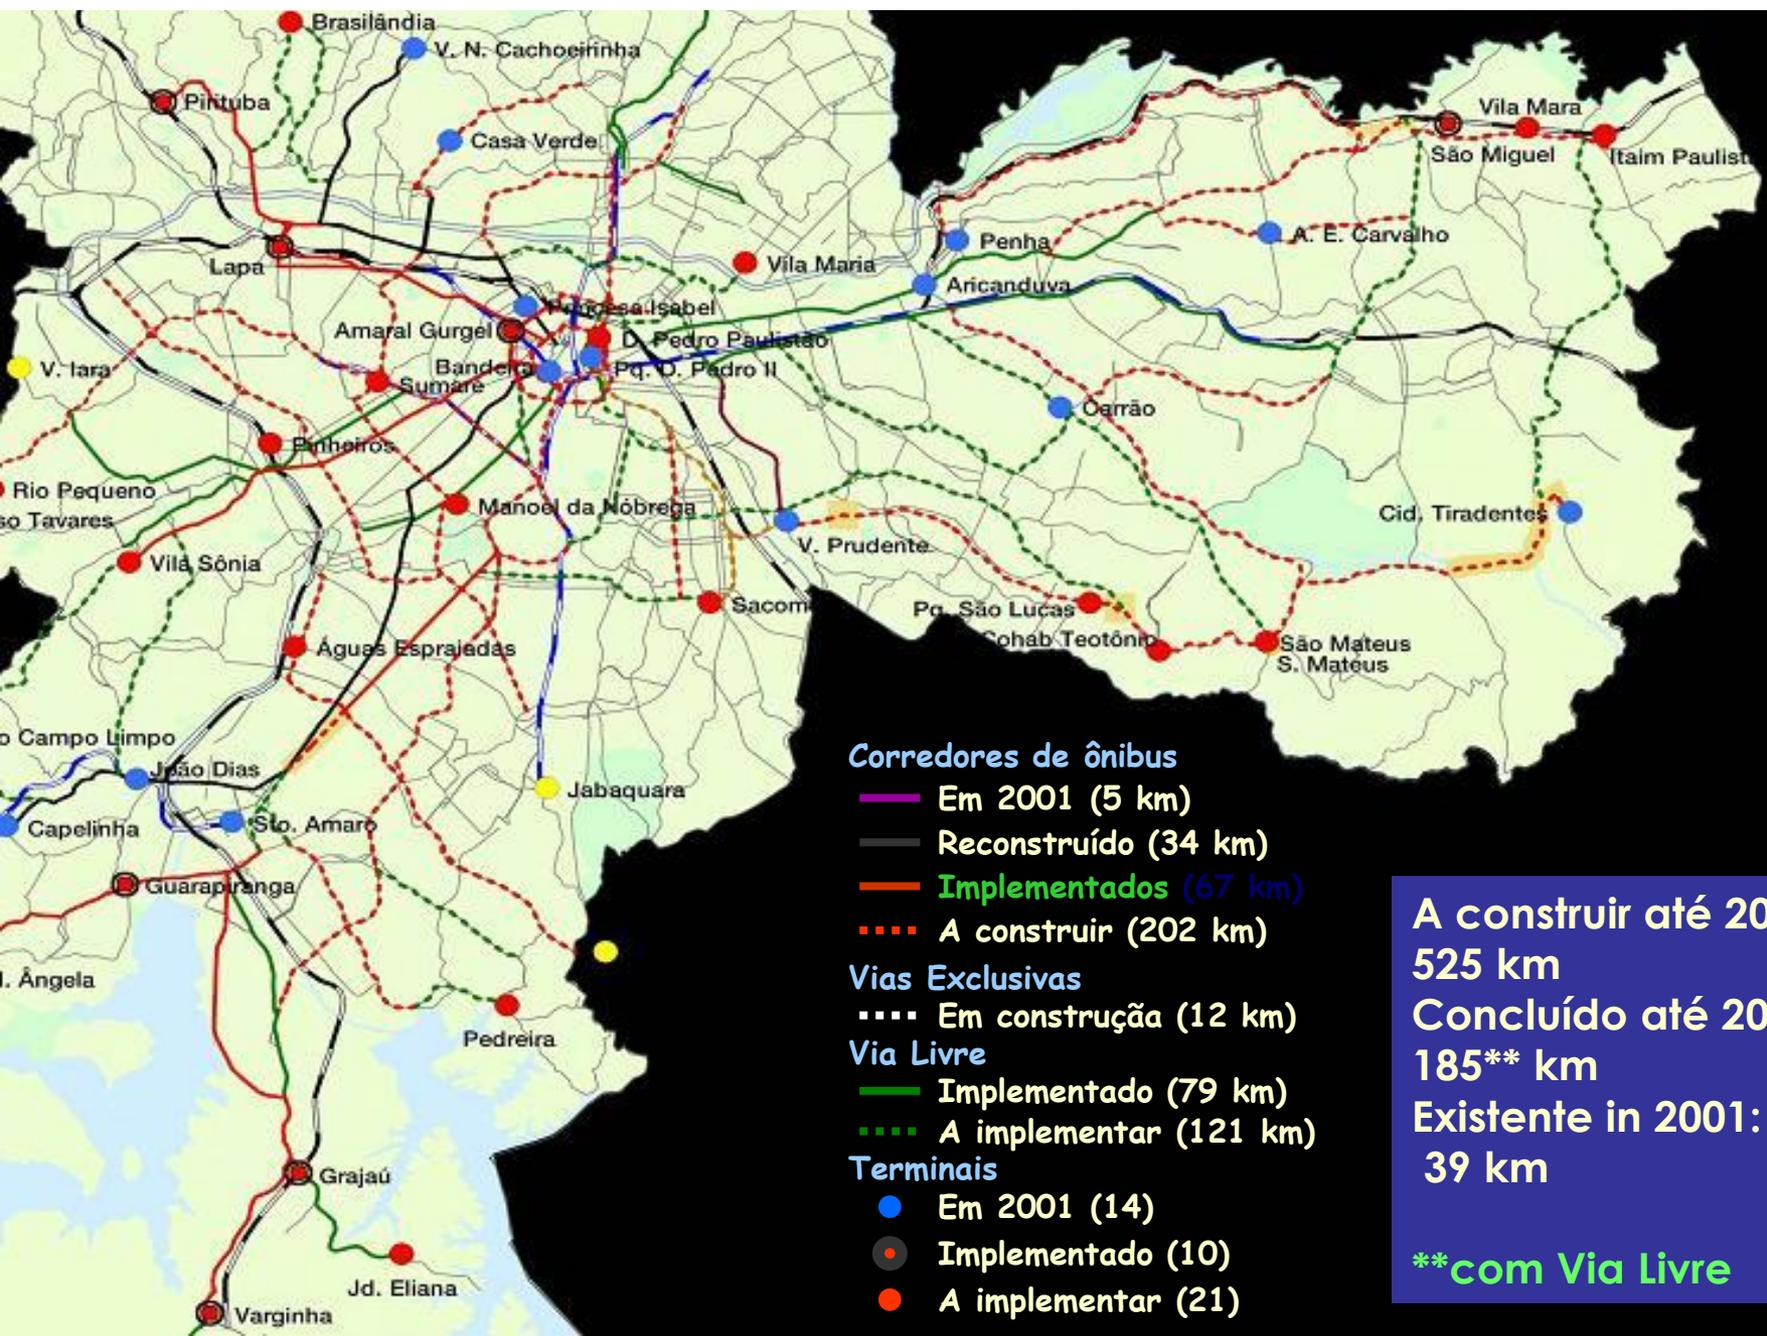 Brasilândia
V. N. Cachoeirinha
Pirituba
Casa Verde
Vila Mara
São Miguel
Itaim Paulist
Penha
A. E. Carvalho
Lapa
Vila Maria
Aricanduva
Princesa Isabel
Amaral Gurgel
D. Pedro Paulistão
V. Iara
Bandeira
Pq. D. Pedro II
Sumaré
Carrão
Pinheiros
Rio Pequeno
so Tavares
Manoel da Nóbrega
Cid. Tiradentes
V. Prudente
Vila Sônia
Sacom
Pq. São Lucas
Cohab Teotônio
São Mateus
S. Mateus
Águas Espraiadas
o Campo Limpo
João Dias
Jabaquara
Capelinha
Sto. Amaro
Guarapiranga
. Ângela
Pedreira
Grajaú
Jd. Eliana
Varginha
Corredores de ônibus
Em 2001 (5 km)
Reconstruído (34 km)
Implementados (67 km)
A construir (202 km)
Vias Exclusivas
Em construçãa (12 km)
Via Livre
Implementado (79 km)
A implementar (121 km)
Terminais
Em 2001 (14)
Implementado (10)
A implementar (21)
A construir até 20
525 km
Concluído até 20
185** km
Existente in 2001:
39 km
**com Via Livre